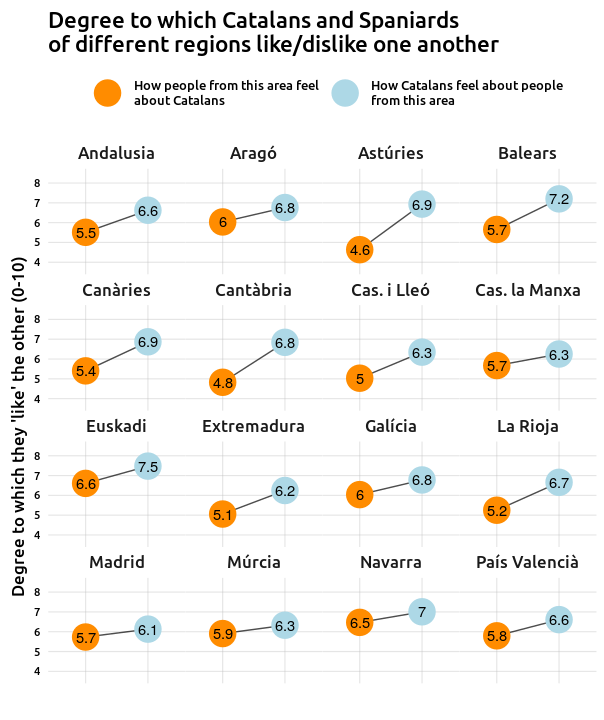 Degree to which Catalans and Spaniards
of different regions like/dislike one another
How people from this area feel
about Catalans
How Catalans feel about people
from this area
Degree to which they 'like' the other (0-10)
Andalusia Aragó Astúries Balears
8
7
6
5
4
5.5 6.6 6 6.8 4.6 6.9 5.7 7.2
Canàries Cantàbria Cas. i Lleó Cas. la Manxa
8
7
6
5
4
5.4 6.9 4.8 6.8 5 6.3 5.7 6.3
Euskadi Extremadura Galícia La Rioja
8
7
6
5
4
6.6 7.5 5.1 6.2 6 6.8 5.2 6.7
Madrid Múrcia Navarra País Valencià
8
7
6
5
4
5.7 6.1 5.9 6.3 6.5 7 5.8 6.6